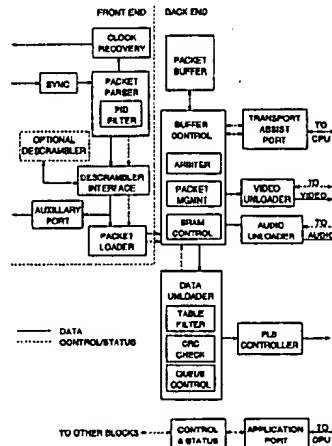 FRONT END
BACK END
CLOCK RECOVERY
PACKET BUFFER
SYNC
PACKET PARSER
PID FILTER
BUFFER CONTROL
TRANSPORT ASSIST PORT
TO CPU
OPTIONAL DESCRAMBLER
ARBITER
DESCRAMBLER INTERFACE
PACKET MGMNT
VIDEO UNLOADER
TO VIDEO
AUXILLARY PORT
SRAM CONTROL
AUDIO UNLOADER
TO AUDIO
PACKET LOADER
DATA UNLOADER
TABLE FILTER
CRC CHECK
PLB CONTROLLER
QUEUE CONTROL
DATA
CONTROL/STATUS
TO OTHER BLOCKS
CONTROL & STATUS
APPLICATION PORT
TO CPU